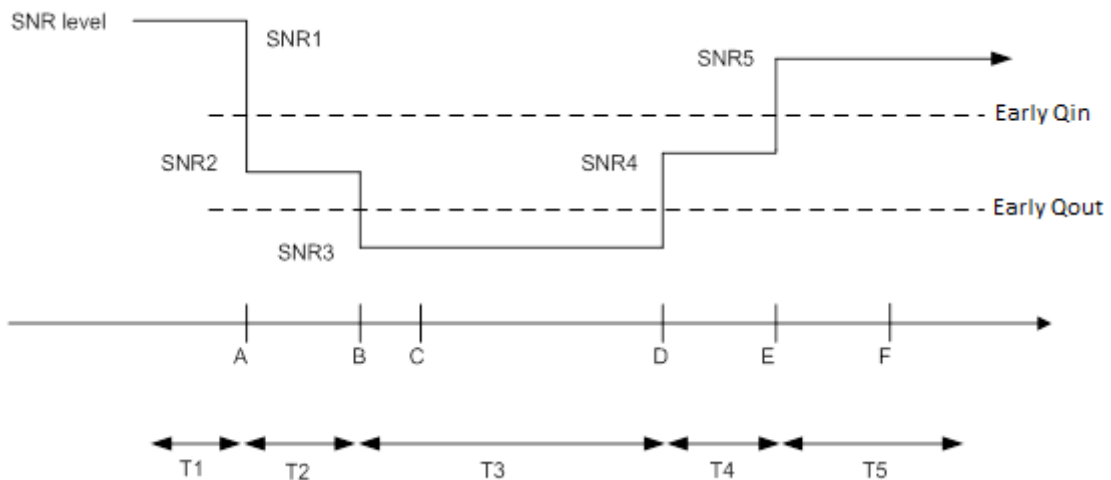 SNR level
SNR1
SNR5
Early Qin
SNR2
SNR4
Early Qout
SNR3
A B C D E F
T1 T2 T3 T4 T5